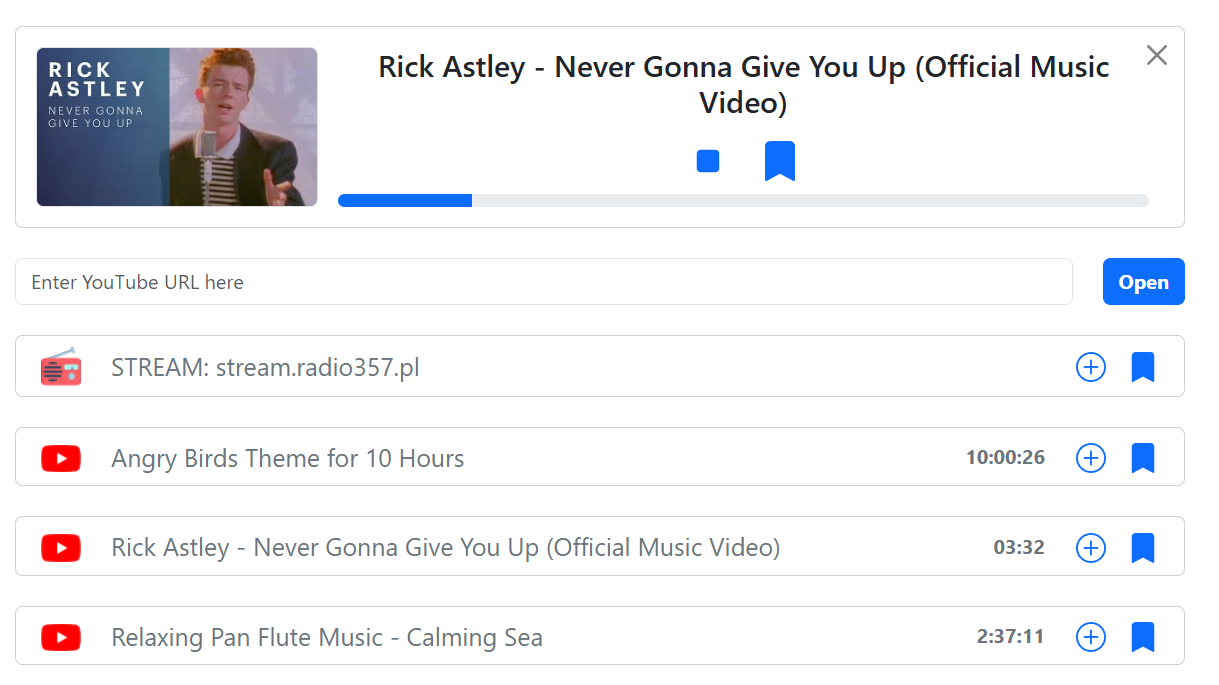 RICK
ASTLEY
NEVER GONNA
GIVE YOU UP
Rick Astley - Never Gonna Give You Up (Official Music
Video)
Enter YouTube URL here
Open
STREAM: stream.radio357.pl
Angry Birds Theme for 10 Hours 10:00:26
Rick Astley - Never Gonna Give You Up (Official Music Video) 03:32
Relaxing Pan Flute Music - Calming Sea 2:37:11